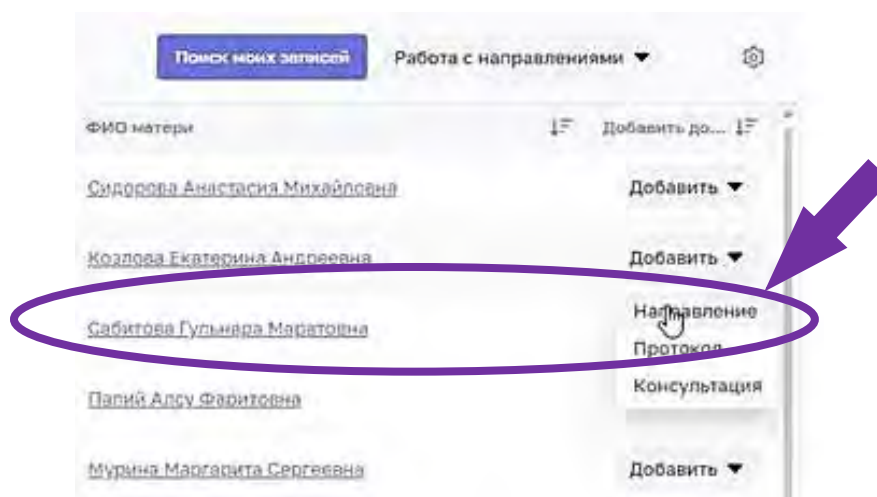 Поиск моих записей Работа с направлениями
ФИО матери Добавить до...
Сидорова Анастасия Михайловна Добавить
Козлова Екатерина Андреевна Добавить
Направление
Сабитова Гульнара Маратовна
Протокол
Консультация
Палий Алсу Фаритовна
Мурина Маргарита Сергеевна Добавить